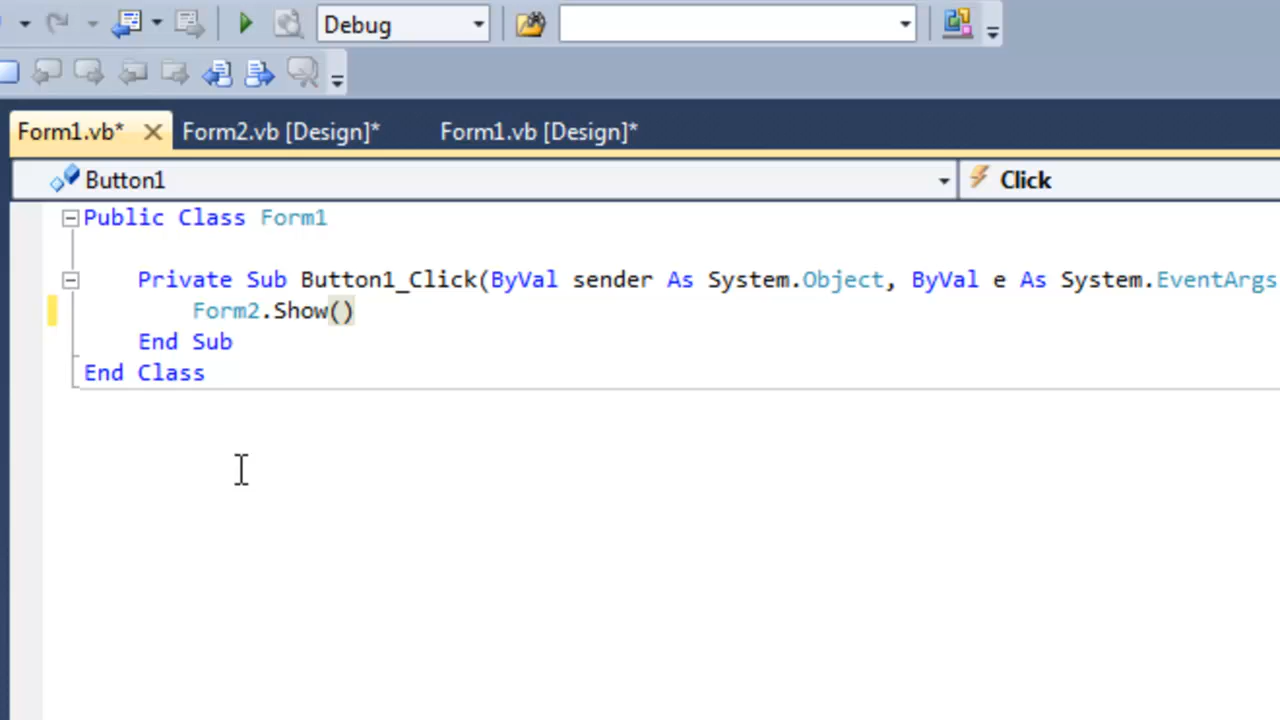 Debug
Form1.vb* Form2.vb [Design]* Form1.vb [Design]*
Button1 Click
Public Class Form1
Private Sub Button1_Click(ByVal sender As System.Object, ByVal e As System.EventArgs
Form2.Show()
End Sub
End Class